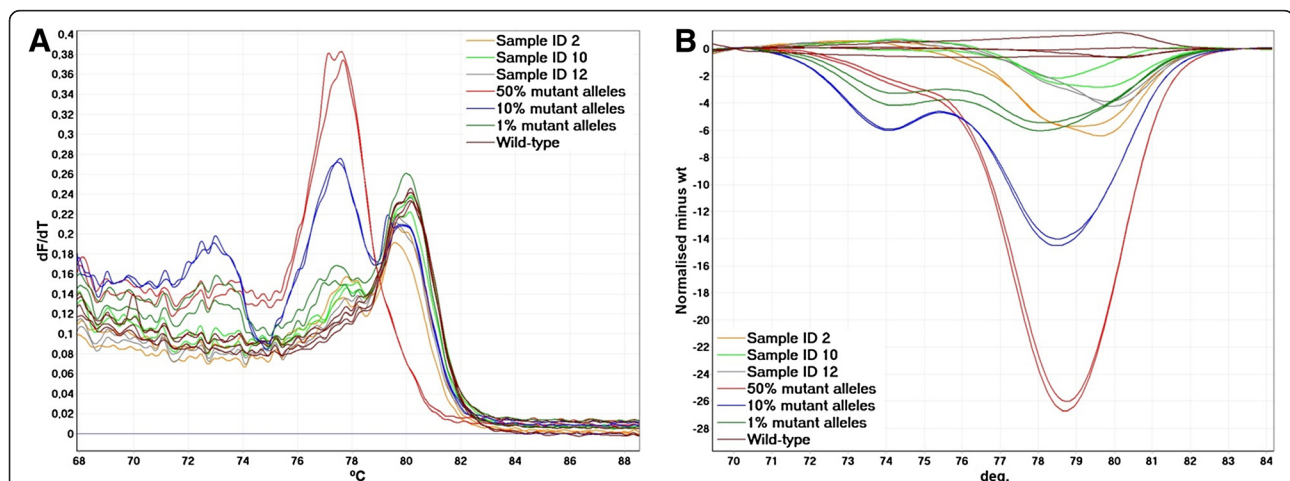 A
dF/dT
0,4
0,38
0,36
0,34
0,32
0,3
0,28
0,26
0,24
0,22
0,2
0,18
0,16
0,14
0,12
0,1
0,08
0,06
0,04
0,02
0
68 70 72 74 76 78 80 82 84 86 88
ºC
Sample ID 2
Sample ID 10
Sample ID 12
50% mutant alleles
10% mutant alleles
1% mutant alleles
Wild-type
B
Normalised minus wt
0
-2
-4
-6
-8
-10
-12
-14
-16
-18
-20
-22
-24
-26
-28
Sample ID 2
Sample ID 10
Sample ID 12
50% mutant alleles
10% mutant alleles
1% mutant alleles
Wild-type
70 71 72 73 74 75 76 77 78 79 80 81 82 83 84
deg.